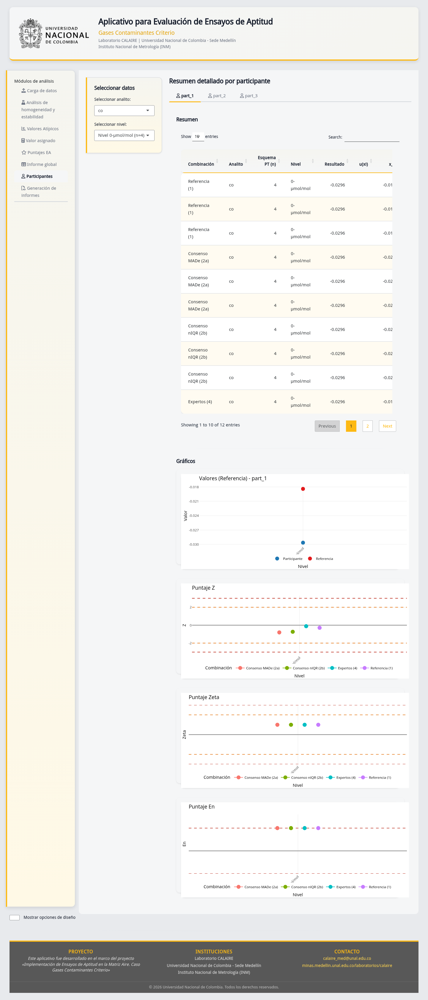 UNIVERSIDAD
NACIONAL
DE COLOMBIA
Aplicativo para Evaluación de Ensayos de Aptitud
Gases Contaminantes Criterio
Laboratorio CALAIRE | Universidad Nacional de Colombia - Sede Medellín
Instituto Nacional de Metrología (INM)
Módulos de análisis
Carga de datos
Análisis de
homogeneidad y
estabilidad
Valores Atípicos
Valor asignado
Puntajes EA
Informe global
Participantes
Generación de
informes
Seleccionar datos
Seleccionar analito:
co
Seleccionar nivel:
Nivel 0-μmol/mol (n=4)
Resumen detallado por participante
part_1 part_2 part_3
Resumen
Show 10 entries
Search:
Combinación Analito Esquema PT (n) Nivel Resultado u(xi) x_
Referencia (1) co 4 0-μmol/mol -0.0296 -0.01
Referencia (1) co 4 0-μmol/mol -0.0296 -0.01
Referencia (1) co 4 0-μmol/mol -0.0296 -0.01
Consenso MADe (2a) co 4 0-μmol/mol -0.0296 -0.02
Consenso MADe (2a) co 4 0-μmol/mol -0.0296 -0.02
Consenso MADe (2a) co 4 0-μmol/mol -0.0296 -0.02
Consenso nIQR (2b) co 4 0-μmol/mol -0.0296 -0.02
Consenso nIQR (2b) co 4 0-μmol/mol -0.0296 -0.02
Consenso nIQR (2b) co 4 0-μmol/mol -0.0296 -0.02
Expertos (4) co 4 0-μmol/mol -0.0296 -0.01
Showing 1 to 10 of 12 entries
Previous 1 2 Next
Gráficos
Valores (Referencia) - part_1
Valor
-0.018
-0.021
-0.024
-0.027
-0.030
ol/mol
Participante Referencia
Nivel
Puntaje Z
Z
2
0
-2
ol/mol
Combinación Consenso MADe (2a) Consenso nIQR (2b) Expertos (4) Referencia (1)
Nivel
Puntaje Zeta
Zeta
ol/mol
Combinación Consenso MADe (2a) Consenso nIQR (2b) Expertos (4) Referencia (1)
Nivel
Puntaje En
En
ol/mol
Combinación Consenso MADe (2a) Consenso nIQR (2b) Expertos (4) Referencia (1)
Nivel
Mostrar opciones de diseño
PROYECTO
Este aplicativo fue desarrollado en el marco del proyecto
«Implementación de Ensayos de Aptitud en la Matriz Aire. Caso
Gases Contaminantes Criterio»
INSTITUCIONES
Laboratorio CALAIRE
Universidad Nacional de Colombia - Sede Medellín
Instituto Nacional de Metrología (INM)
CONTACTO
calaire_med@unal.edu.co
minas.medellin.unal.edu.co/laboratorios/calaire
© 2026 Universidad Nacional de Colombia. Todos los derechos reservados.